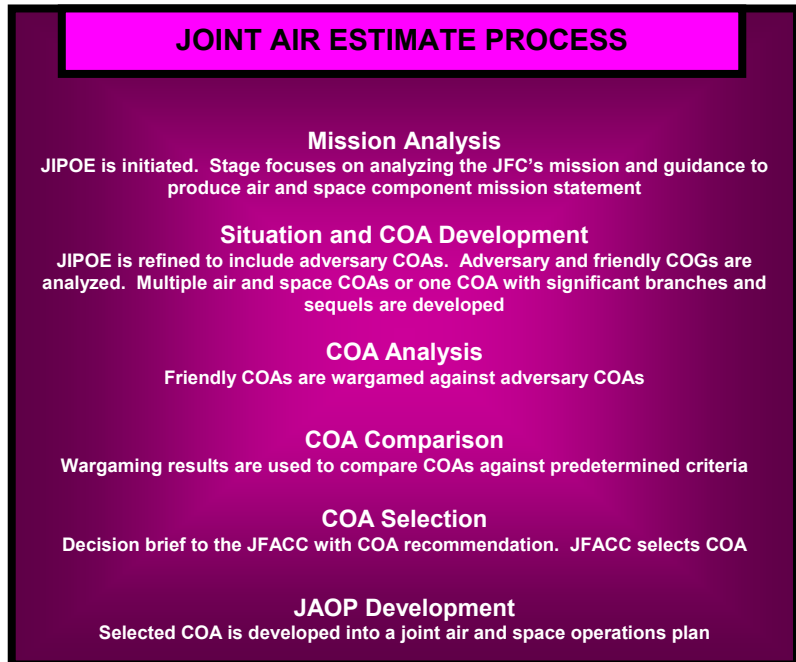 JOINT AIR ESTIMATE PROCESS
Mission Analysis
JIPOE is initiated.  Stage focuses on analyzing the JFC's mission and guidance to
produce air and space component mission statement
Situation and COA Development
JIPOE is refined to include adversary COAs.  Adversary and friendly COGs are
analyzed.  Multiple air and space COAs or one COA with significant branches and
sequels are developed
COA Analysis
Friendly COAs are wargamed against adversary COAs
COA Comparison
Wargaming results are used to compare COAs against predetermined criteria
COA Selection
Decision brief to the JFACC with COA recommendation.  JFACC selects COA
JAOP Development
Selected COA is developed into a joint air and space operations plan